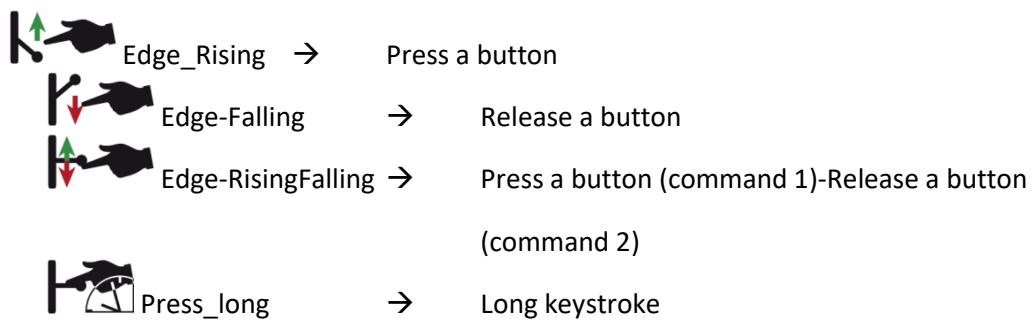 Edge_Rising → Press a button
Edge-Falling → Release a button
Edge-RisingFalling → Press a button (command 1)-Release a button
(command 2)
Press_long → Long keystroke